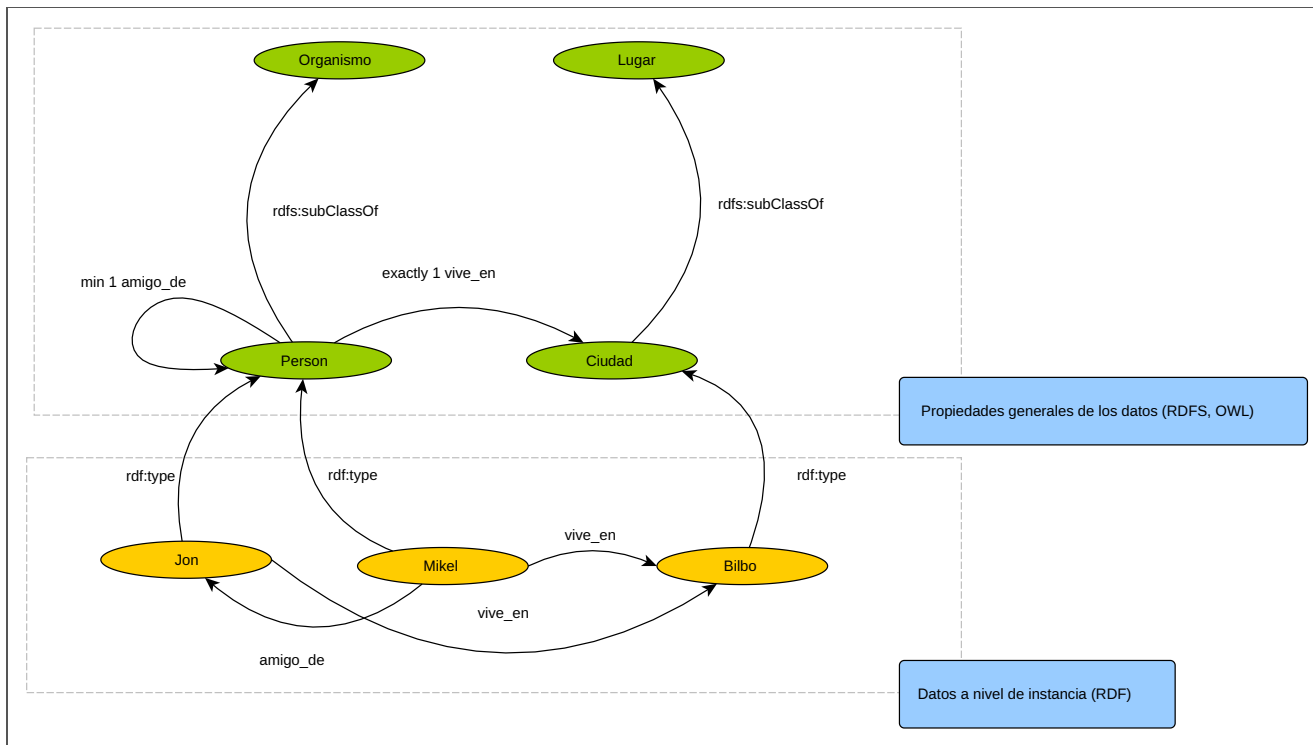 Organismo
Lugar
rdfs:subClassOf
rdfs:subClassOf
min 1 amigo_de
exactly 1 vive_en
Person
Ciudad
Propiedades generales de los datos (RDFS, OWL)
rdf:type
rdf:type
rdf:type
vive_en
Jon
Mikel
Bilbo
vive_en
amigo_de
Datos a nivel de instancia (RDF)